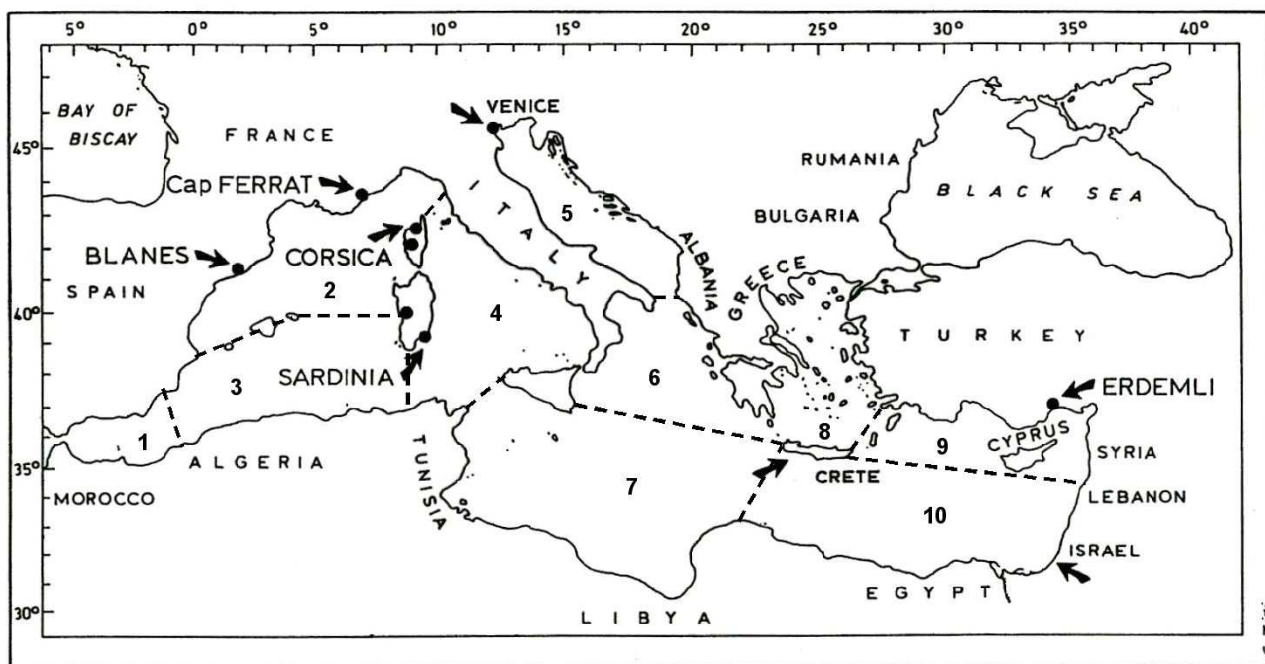 5°
0°
5°
10°
15°
20°
25°
30°
35°
40°
BAY OF
BISCAY
FRANCE
VENICE
RUMANIA
45°
Cap FERRAT
ITALY
5
BLACK SEA
BULGARIA
BLANES
CORSICA
ALBANIA
GREECE
SPAIN
2
40°
4
TURKEY
3
SARDINIA
6
ERDEMLI
1
8
9
CYPRUS
SYRIA
35°
ALGERIA
TUNISIA
CRETE
MOROCCO
7
10
LEBANON
ISRAEL
EGYPT
30°
LIBYA